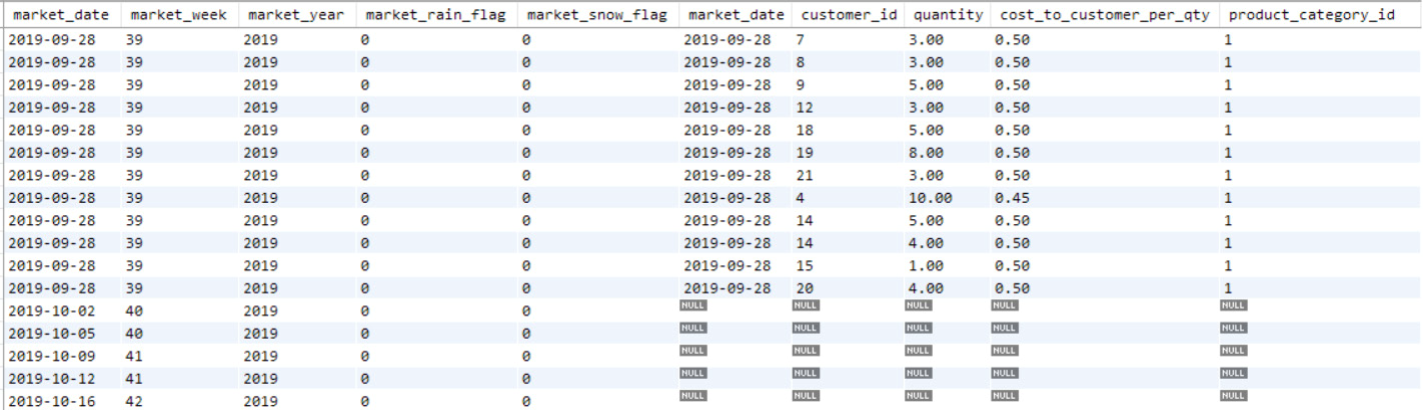 market_date market_week market_year market_rain_flag market_snow_flag market_date customer_id quantity cost_to_customer_per_qty product_category_id
2019-09-28 39 2019 0 0 2019-09-28 7 3.00 0.50 1
2019-09-28 39 2019 0 0 2019-09-28 8 3.00 0.50 1
2019-09-28 39 2019 0 0 2019-09-28 9 5.00 0.50 1
2019-09-28 39 2019 0 0 2019-09-28 12 3.00 0.50 1
2019-09-28 39 2019 0 0 2019-09-28 18 5.00 0.50 1
2019-09-28 39 2019 0 0 2019-09-28 19 8.00 0.50 1
2019-09-28 39 2019 0 0 2019-09-28 21 3.00 0.50 1
2019-09-28 39 2019 0 0 2019-09-28 4 10.00 0.45 1
2019-09-28 39 2019 0 0 2019-09-28 14 5.00 0.50 1
2019-09-28 39 2019 0 0 2019-09-28 14 4.00 0.50 1
2019-09-28 39 2019 0 0 2019-09-28 15 1.00 0.50 1
2019-09-28 39 2019 0 0 2019-09-28 20 4.00 0.50 1
2019-10-02 40 2019 0 0 NULL NULL NULL NULL NULL
2019-10-05 40 2019 0 0 NULL NULL NULL NULL NULL
2019-10-09 41 2019 0 0 NULL NULL NULL NULL NULL
2019-10-12 41 2019 0 0 NULL NULL NULL NULL NULL
2019-10-16 42 2019 0 0 NULL NULL NULL NULL NULL